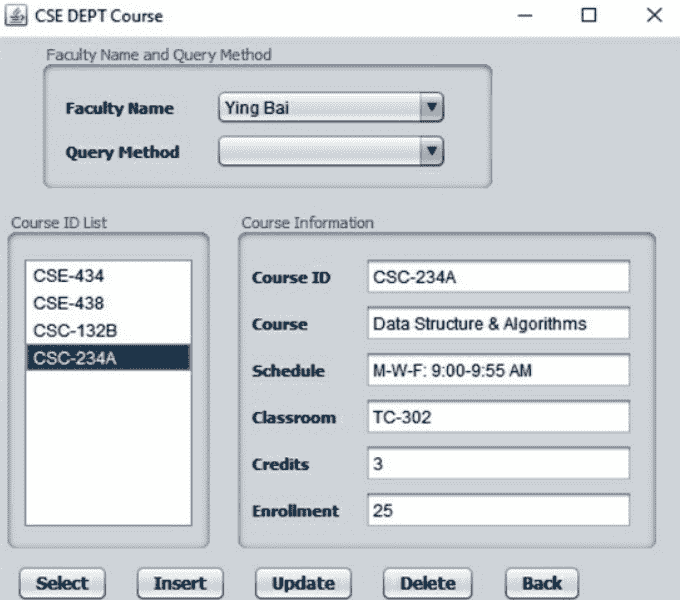 CSE DEPT Course
Faculty Name and Query Method
Faculty Name Ying Bai
Query Method
Course ID List
CSE-434
CSE-438
CSC-132B
CSC-234A
Course Information
Course ID CSC-234A
Course Data Structure & Algorithms
Schedule M-W-F: 9:00-9:55 AM
Classroom TC-302
Credits 3
Enrollment 25
Select Insert Update Delete Back